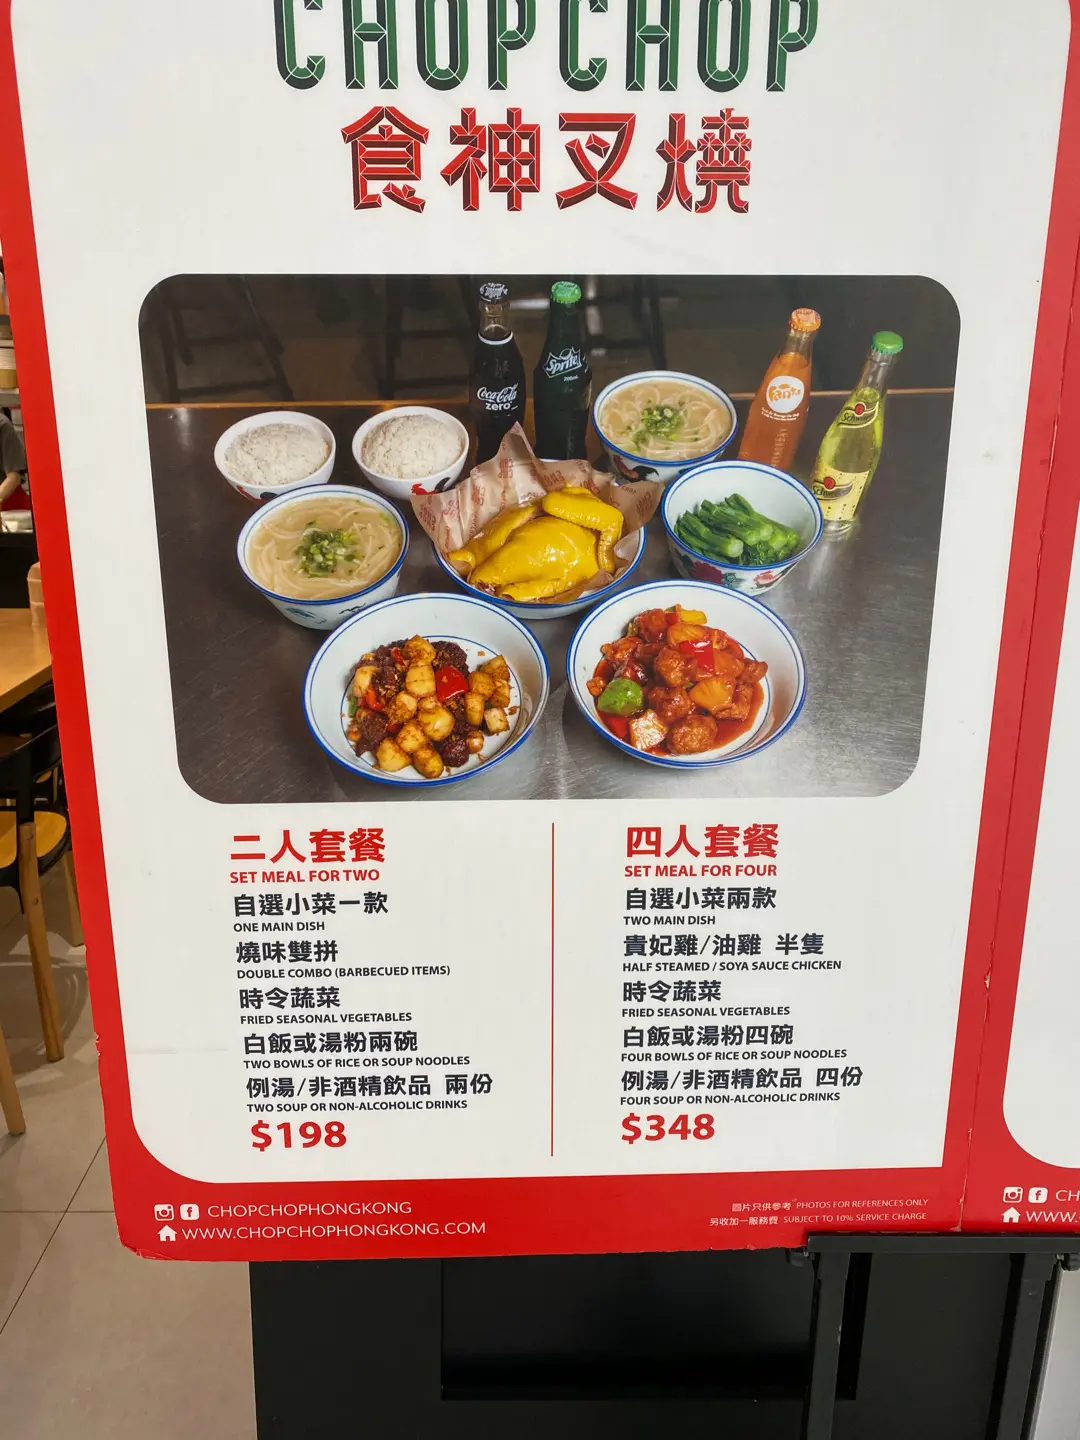 CHOPCHOP
食神叉燒
Coca-Cola
zero
Sprite
Fanta
Schweppes
二人套餐
SET MEAL FOR TWO
自選小菜一款
ONE MAIN DISH
燒味雙拼
DOUBLE COMBO (BARBECUED ITEMS)
時令蔬菜
FRIED SEASONAL VEGETABLES
白飯或湯粉兩碗
TWO BOWLS OF RICE OR SOUP NOODLES
例湯/非酒精飲品 兩份
TWO SOUP OR NON-ALCOHOLIC DRINKS
$198
四人套餐
SET MEAL FOR FOUR
自選小菜兩款
TWO MAIN DISH
貴妃雞/油雞 半隻
HALF STEAMED / SOYA SAUCE CHICKEN
時令蔬菜
FRIED SEASONAL VEGETABLES
白飯或湯粉四碗
FOUR BOWLS OF RICE OR SOUP NOODLES
例湯/非酒精飲品 四份
FOUR SOUP OR NON-ALCOHOLIC DRINKS
$348
CHOPCHOPHONGKONG
WWW.CHOPCHOPHONGKONG.COM
圖片只供參考 PHOTOS FOR REFERENCES ONLY
另收加一服務費 SUBJECT TO 10% SERVICE CHARGE
CH
WWW.